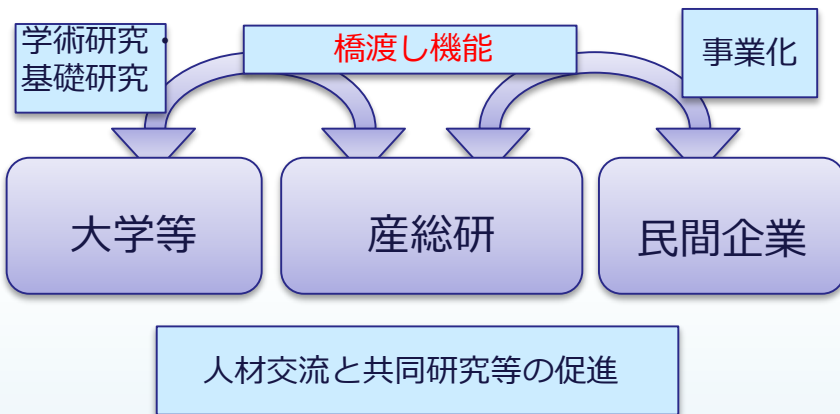 学術研究・
基礎研究
橋渡し機能
事業化
大学等
産総研
民間企業
人材交流と共同研究等の促進